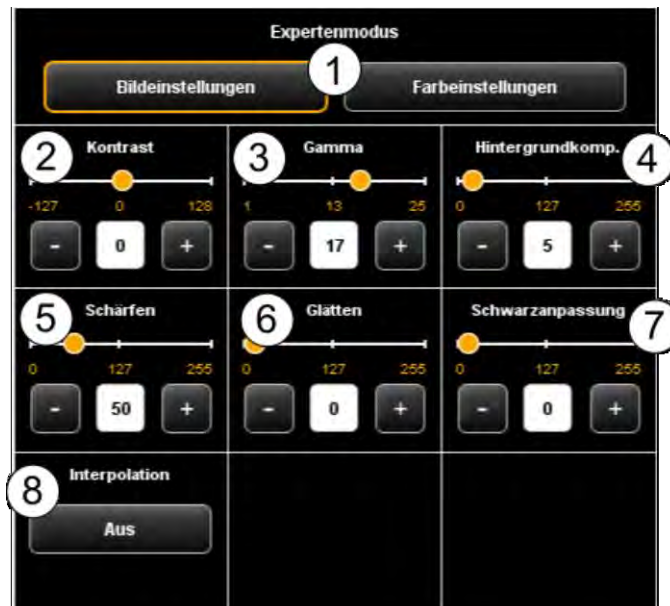 Expertenmodus
1
Bildeinstellungen Farbeinstellungen
2 Kontrast 3 Gamma Hintergrundkomp. 4
-127 0 128 1 13 25 0 127 255
- 0 + - 17 + - 5 +
5 Schärfen 6 Glätten Schwarzanpassung 7
0 127 255 0 127 255 0 127 255
- 50 + - 0 + - 0 +
Interpolation
8
Aus